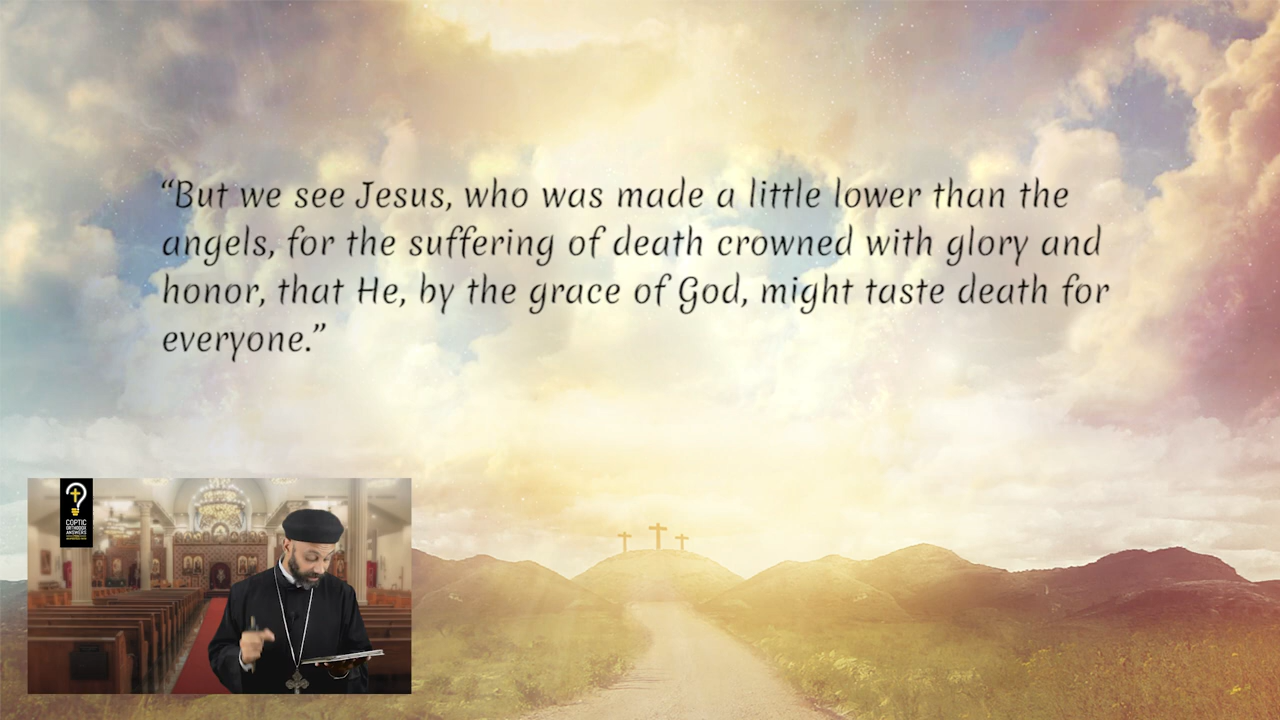 “But we see Jesus, who was made a little lower than the
angels, for the suffering of death crowned with glory and
honor, that He, by the grace of God, might taste death for
everyone.”
COPTIC
ORTHODOX
ANSWERS